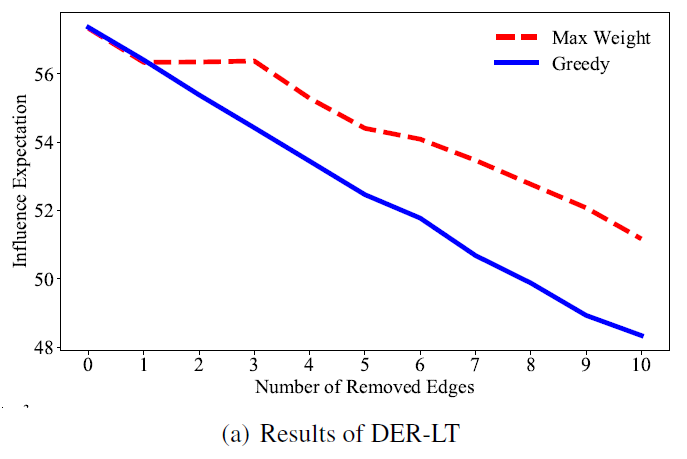 Max Weight
Greedy
Influence Expectation
56
54
52
50
48
0 1 2 3 4 5 6 7 8 9 10
Number of Removed Edges
(a) Results of DER-LT